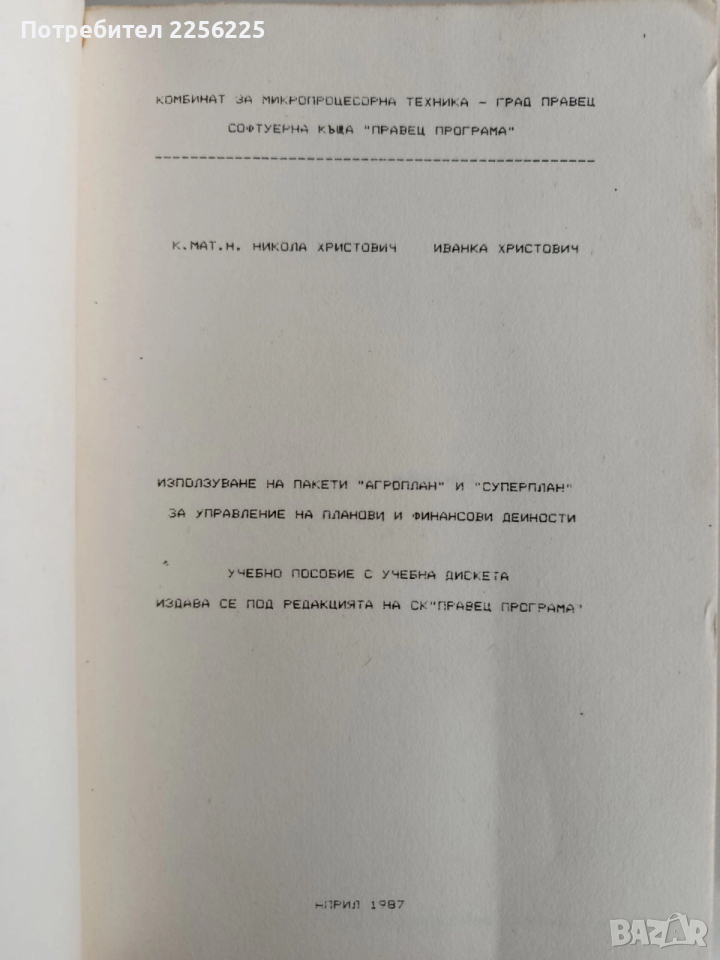 Потребител 2256225
КОМБИНАТ ЗА МИКРОПРОЦЕСОРНА ТЕХНИКА - ГРАД ПРАВЕЦ
СОФТУЕРНА КЪЩА "ПРАВЕЦ ПРОГРАМА"
К.МАТ.Н. НИКОЛА ХРИСТОВИЧ ИВАНКА ХРИСТОВИЧ
ИЗПОЛЗУВАНЕ НА ПАКЕТИ "АГРОПЛАН" И "СУПЕРПЛАН"
ЗА УПРАВЛЕНИЕ НА ПЛАНОВИ И ФИНАНСОВИ ДЕЙНОСТИ
УЧЕБНО ПОСОБИЕ С УЧЕБНА ДИСКЕТА
ИЗДАВА СЕ ПОД РЕДАКЦИЯТА НА СК"ПРАВЕЦ ПРОГРАМА"
АПРИЛ 1987
BAZAR